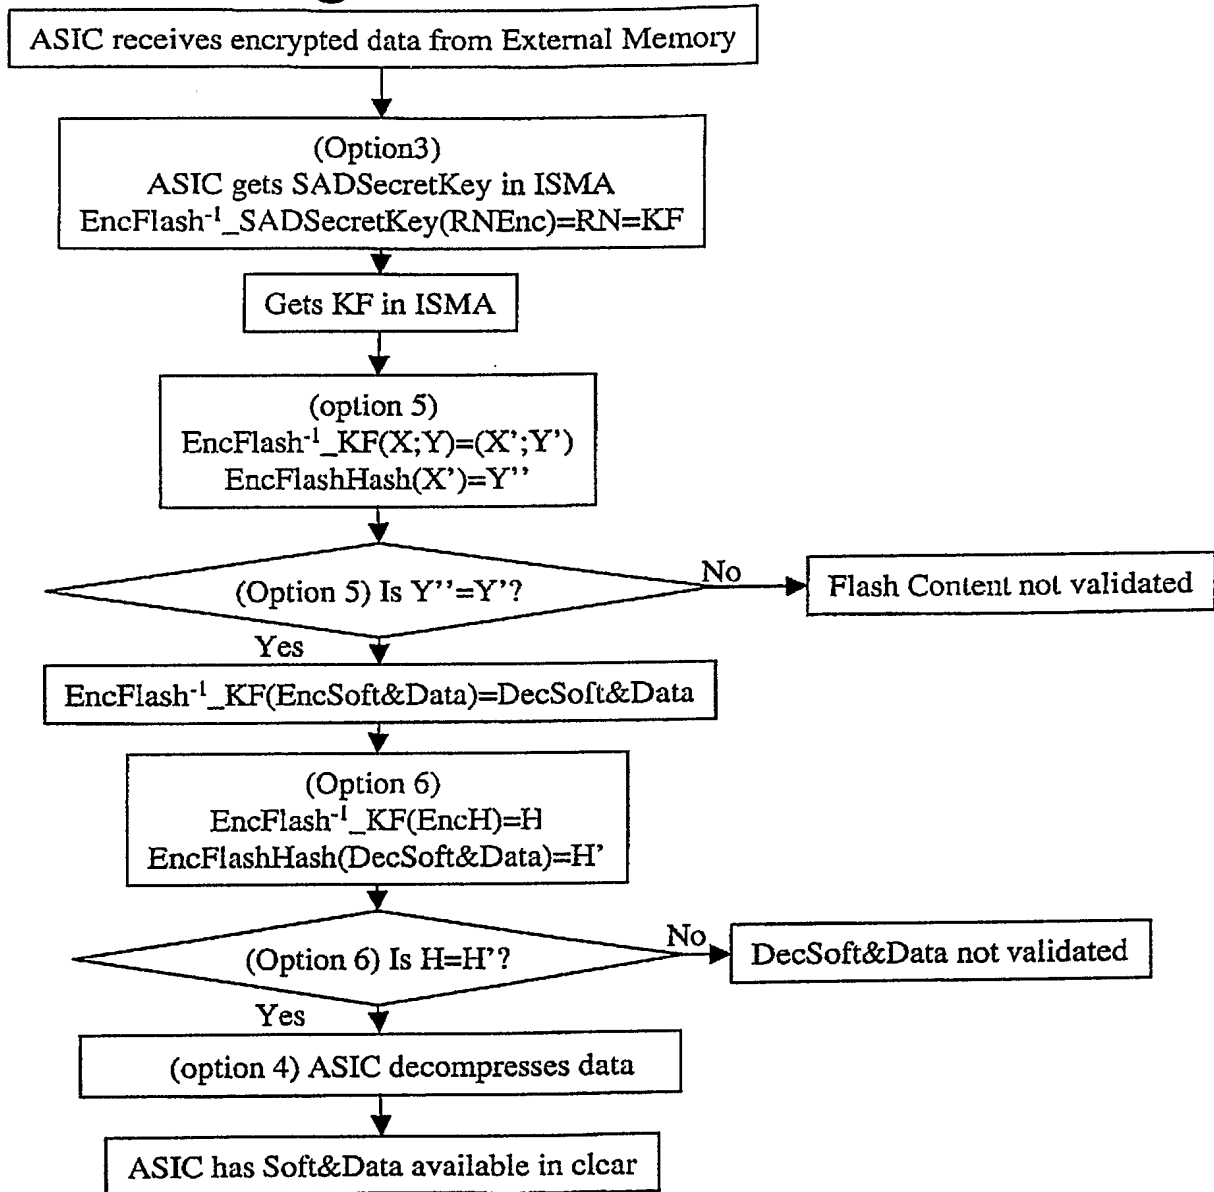 ASIC receives encrypted data from External Memory
(Option3)
ASIC gets SADSecretKey in ISMA
EncFlash⁻¹_SADSecretKey(RNEnc)=RN=KF
Gets KF in ISMA
(option 5)
EncFlash⁻¹_KF(X;Y)=(X';Y')
EncFlashHash(X')=Y''
(Option 5) Is Y''=Y'?
No
Flash Content not validated
Yes
EncFlash⁻¹_KF(EncSoft&Data)=DecSoft&Data
(Option 6)
EncFlash⁻¹_KF(EncH)=H
EncFlashHash(DecSoft&Data)=H'
(Option 6) Is H=H'?
No
DecSoft&Data not validated
Yes
(option 4) ASIC decompresses data
ASIC has Soft&Data available in clear